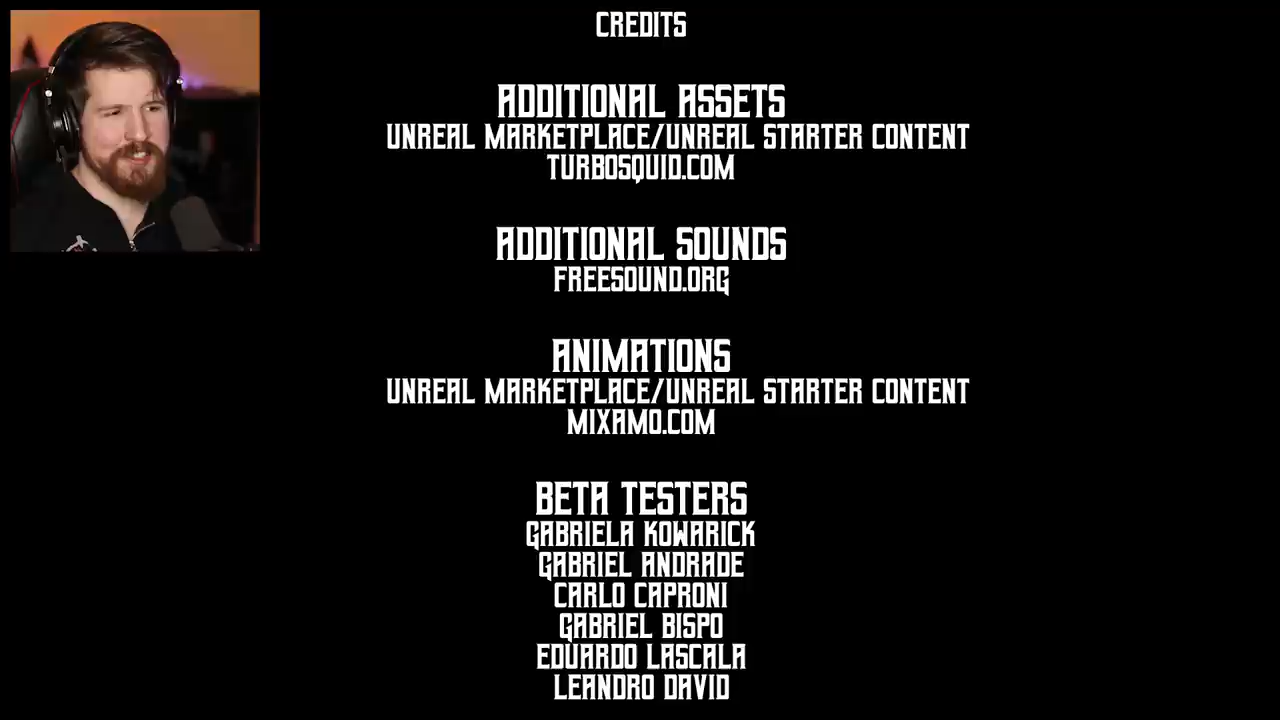 CREDITS
ADDITIONAL ASSETS
UNREAL MARKETPLACE/UNREAL STARTER CONTENT
TURBOSQUID.COM
ADDITIONAL SOUNDS
FREESOUND.ORG
ANIMATIONS
UNREAL MARKETPLACE/UNREAL STARTER CONTENT
MIXAMO.COM
BETA TESTERS
GABRIELA KOWARICK
GABRIEL ANDRADE
CARLO CAPRONI
GABRIEL BISPO
EDUARDO LASCALA
LEANDRO DAVID